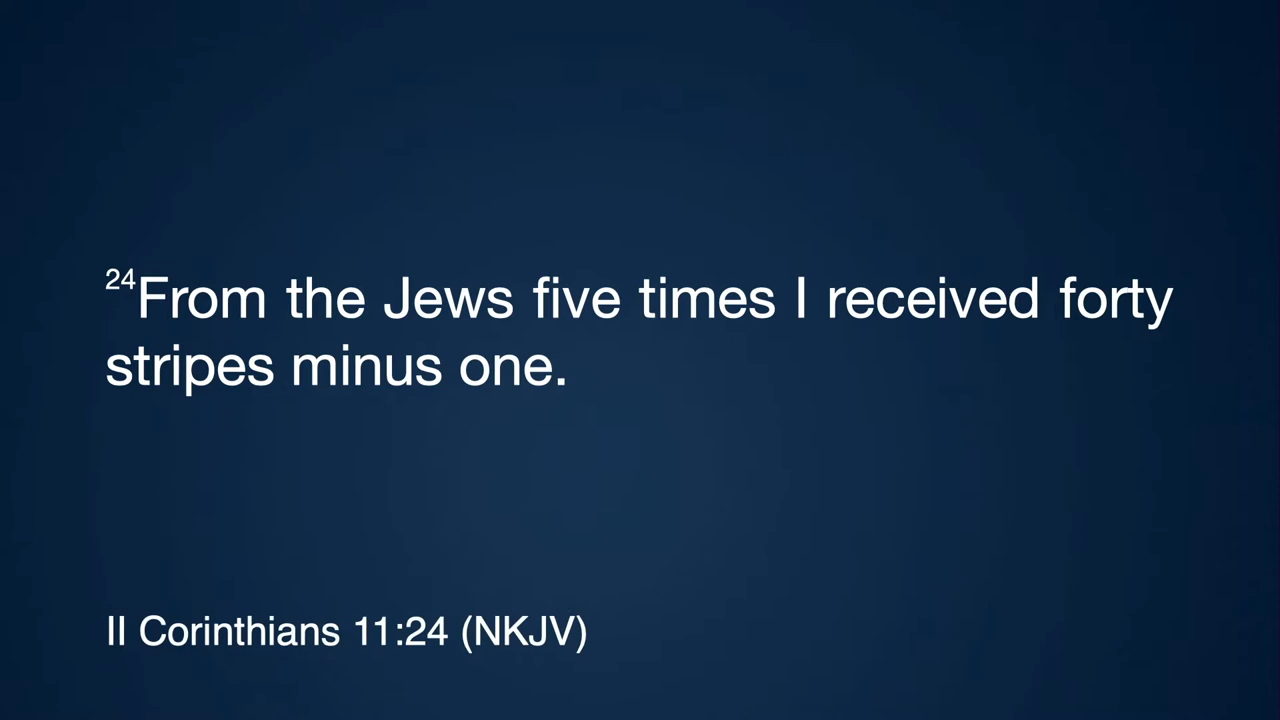 24From the Jews five times I received forty
stripes minus one.
II Corinthians 11:24 (NKJV)